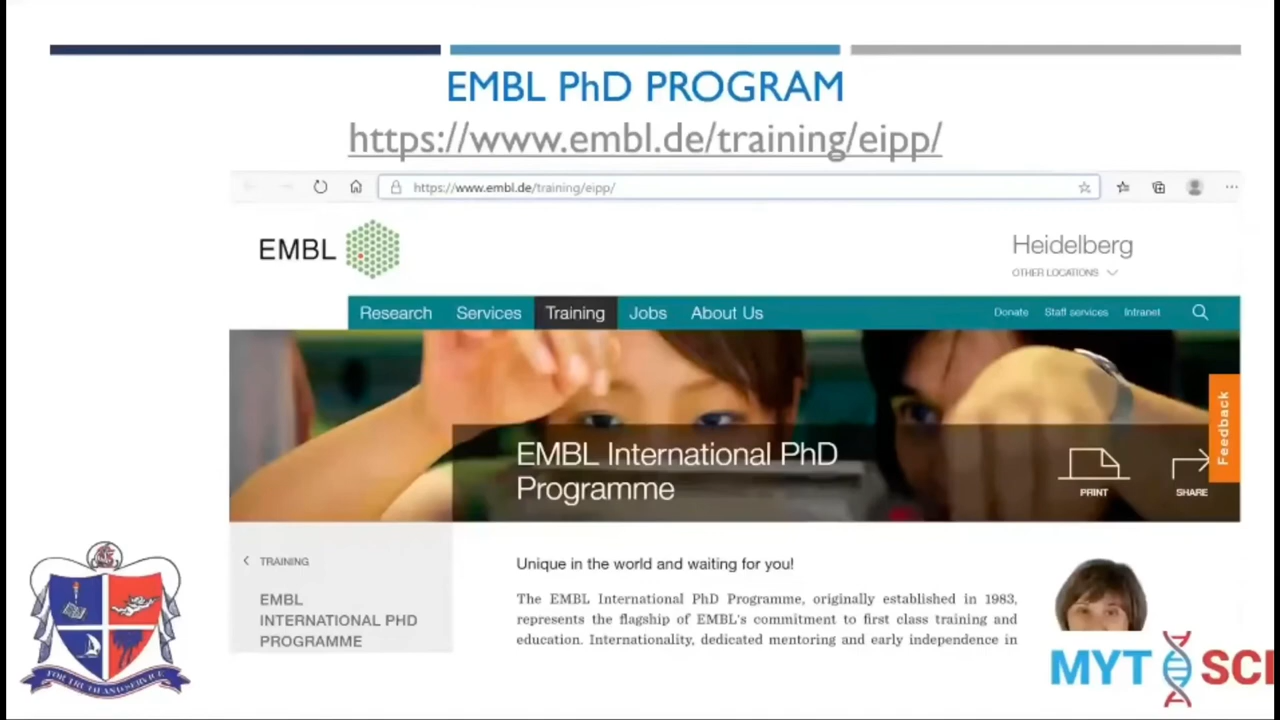 EMBL PhD PROGRAM
https://www.embl.de/training/eipp/
https://www.embl.de/training/eipp/
EMBL
Heidelberg
OTHER LOCATIONS
Research Services Training Jobs About Us Donate Staff services Intranet
Feedback
EMBL International PhD
Programme
PRINT SHARE
TRAINING
EMBL
INTERNATIONAL PHD
PROGRAMME
Unique in the world and waiting for you!
The EMBL International PhD Programme, originally established in 1983,
represents the flagship of EMBL's commitment to first class training and
education. Internationality, dedicated mentoring and early independence in
FOR TRUTH AND SERVICE
MYT SCI